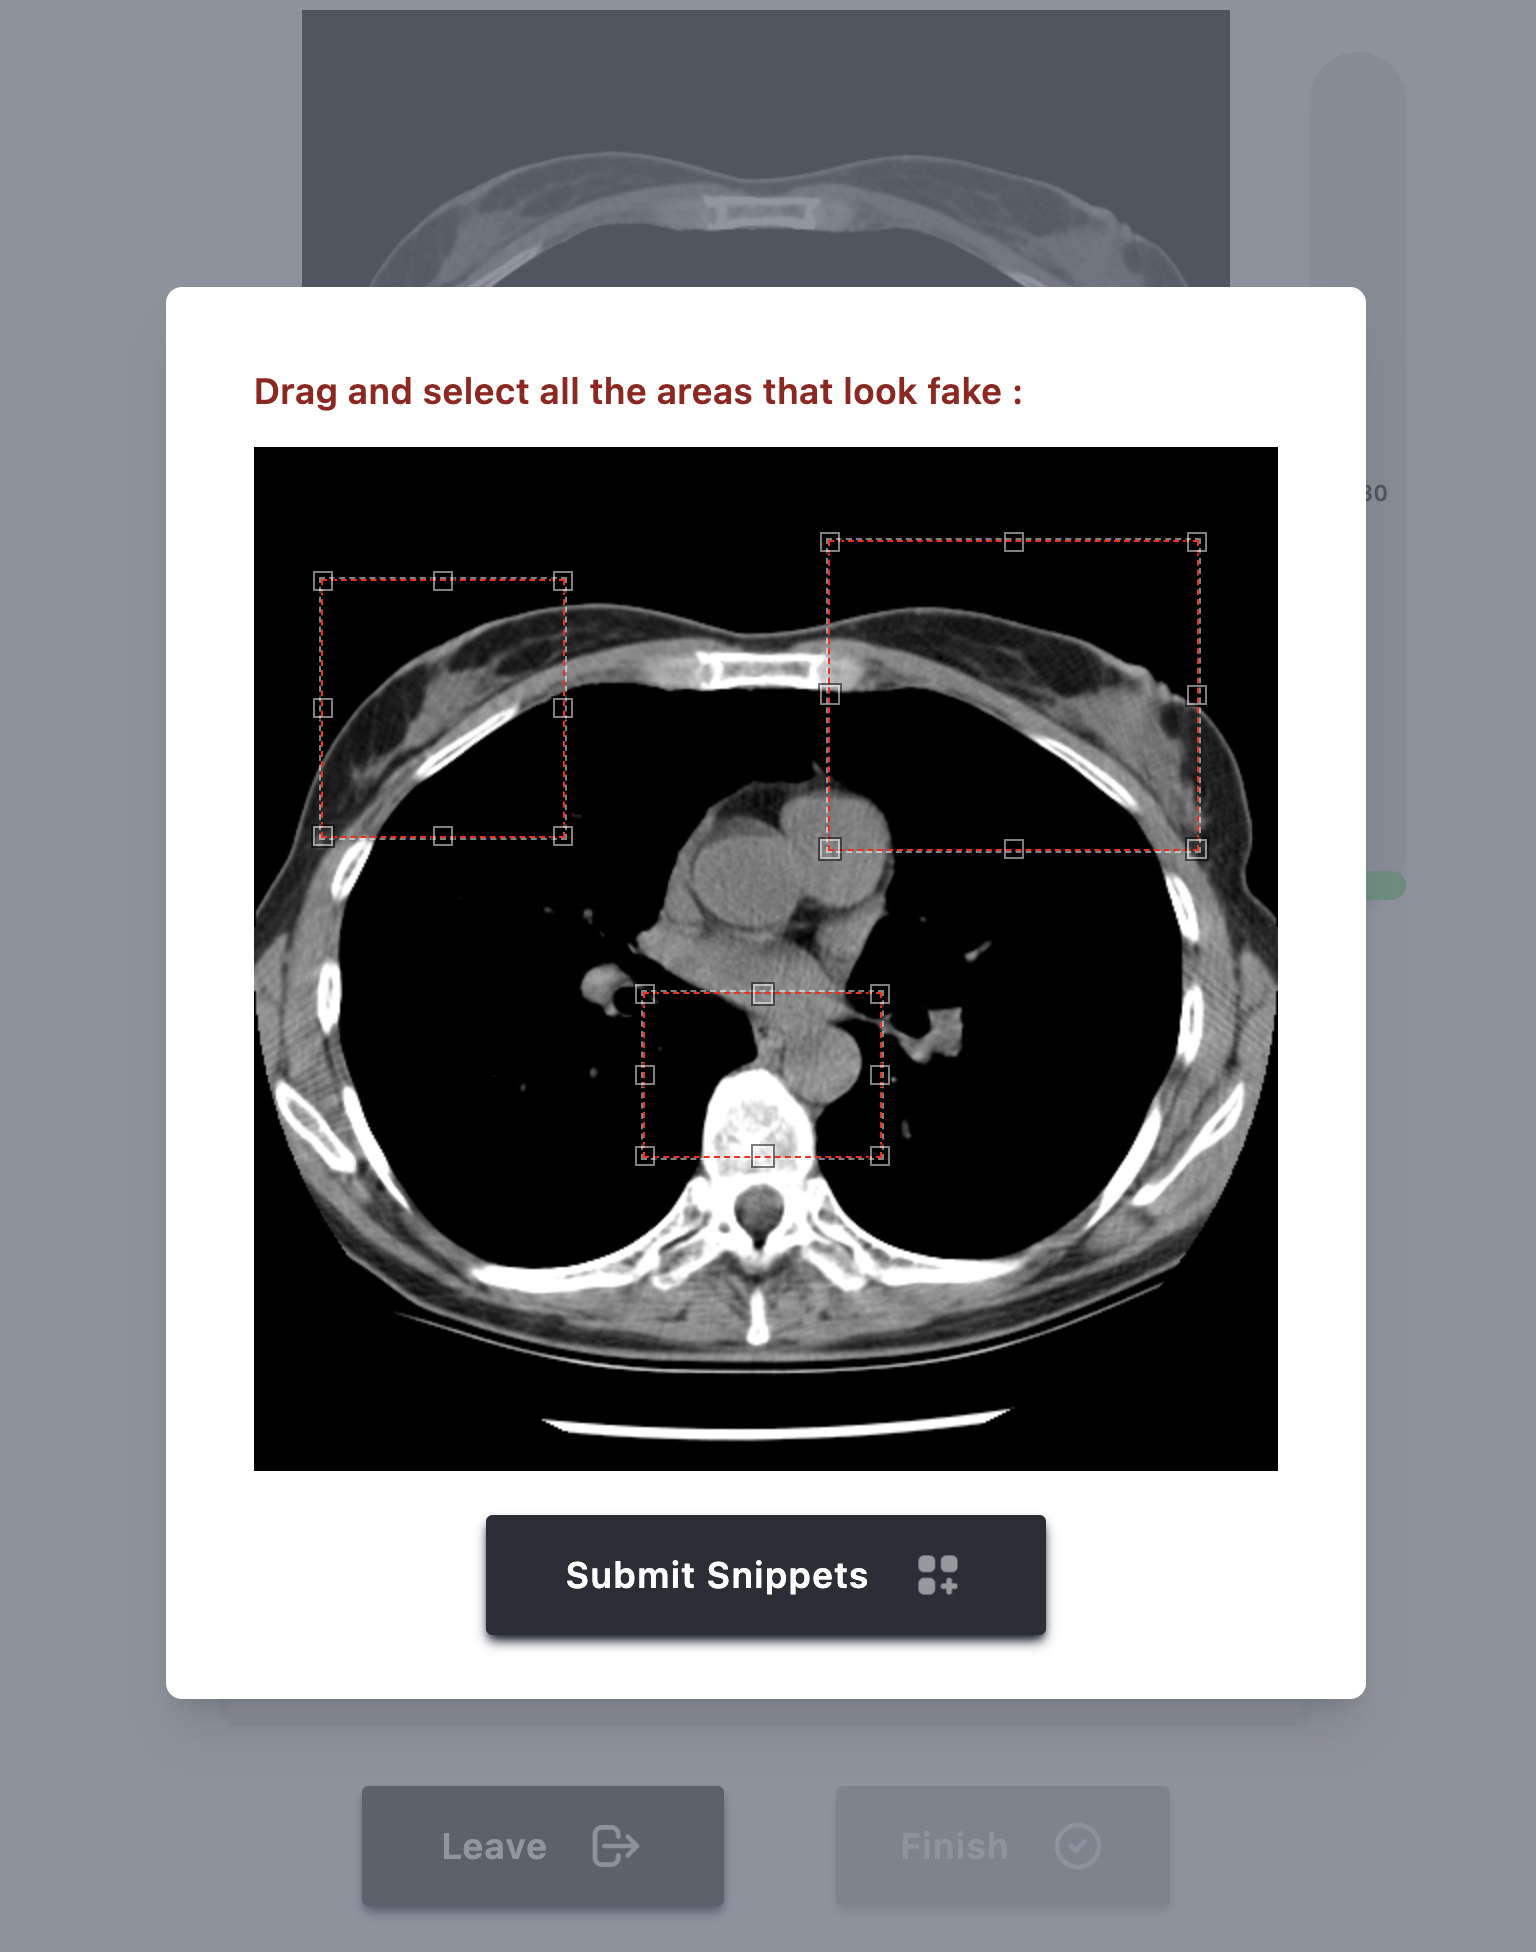 Drag and select all the areas that look fake :
Submit Snippets
Leave
Finish